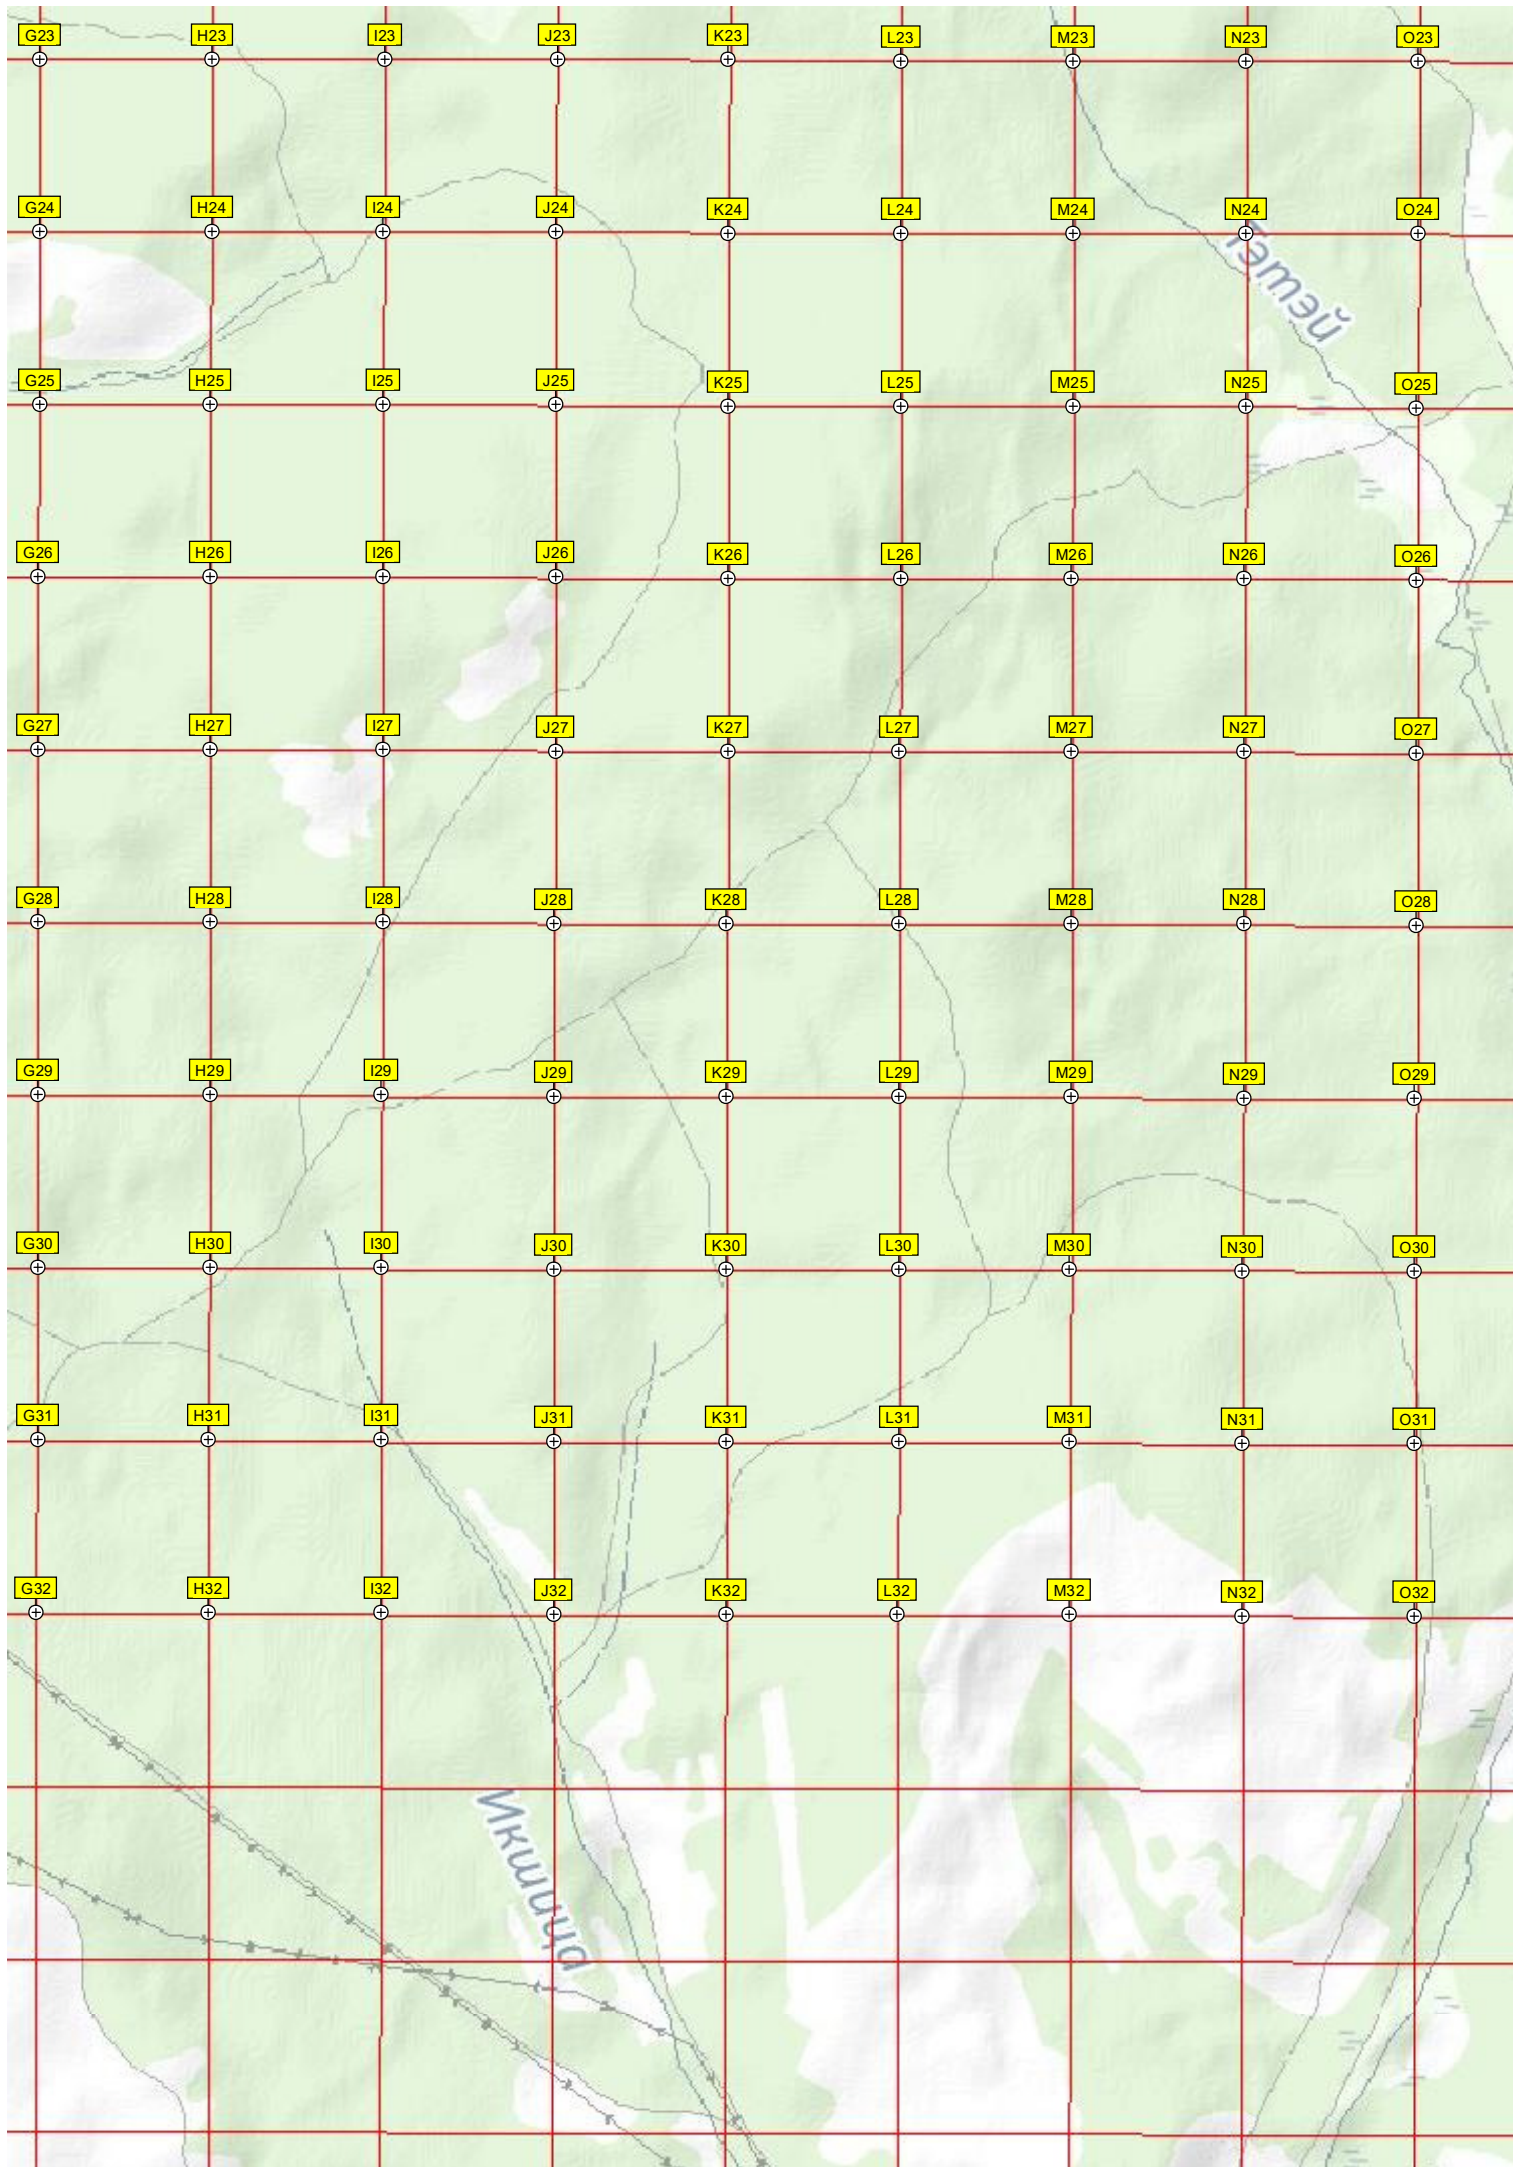 G23 H23 I23 J23 K23 L23 M23 N23 O23
G24 H24 I24 J24 K24 L24 M24 N24 O24
Тэтэй
G25 H25 I25 J25 K25 L25 M25 N25 O25
G26 H26 I26 J26 K26 L26 M26 N26 O26
G27 H27 I27 J27 K27 L27 M27 N27 O27
G28 H28 I28 J28 K28 L28 M28 N28 O28
G29 H29 I29 J29 K29 L29 M29 N29 O29
G30 H30 I30 J30 K30 L30 M30 N30 O30
G31 H31 I31 J31 K31 L31 M31 N31 O31
G32 H32 I32 J32 K32 L32 M32 N32 O32
Икшица